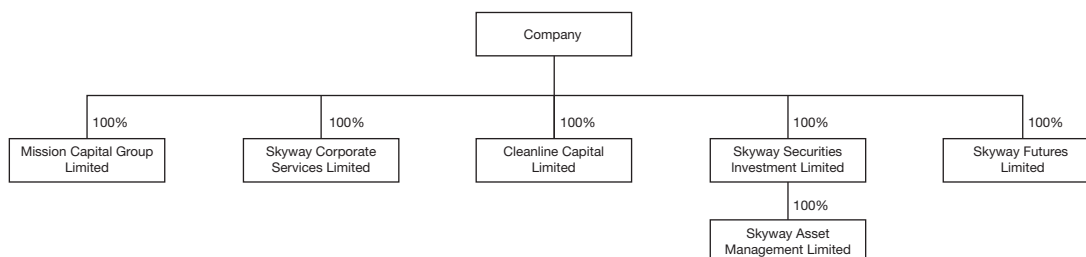 Company
100%
100%
100%
100%
100%
Mission Capital Group
Limited
Skyway Corporate
Services Limited
Cleanline Capital
Limited
Skyway Securities
Investment Limited
Skyway Futures
Limited
100%
Skyway Asset
Management Limited